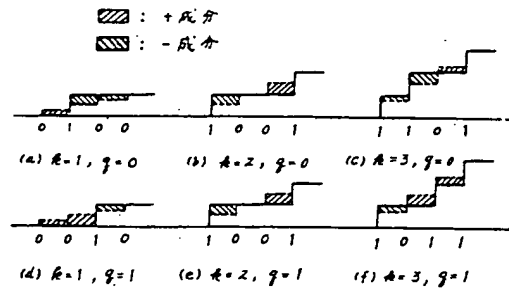 : +成分
: -成分
0 1 0 0
1 0 0 1
1 1 0 1
(a) k=1, q=0
(b) k=2, q=0
(c) k=3, q=0
0 0 1 0
1 0 0 1
1 0 1 1
(d) k=1, q=1
(e) k=2, q=1
(f) k=3, q=1